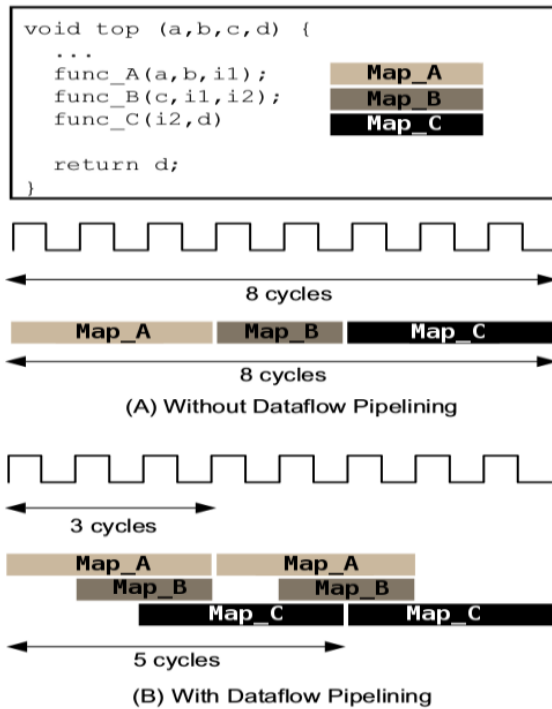 void top (a,b,c,d) {
...
func_A(a,b,i1);
func_B(c,i1,i2);
func_C(i2,d)
return d;
}
Map_A
Map_B
Map_C
8 cycles
Map_A Map_B Map_C
8 cycles
(A) Without Dataflow Pipelining
3 cycles
Map_A Map_A
Map_B Map_B
Map_C Map_C
5 cycles
(B) With Dataflow Pipelining